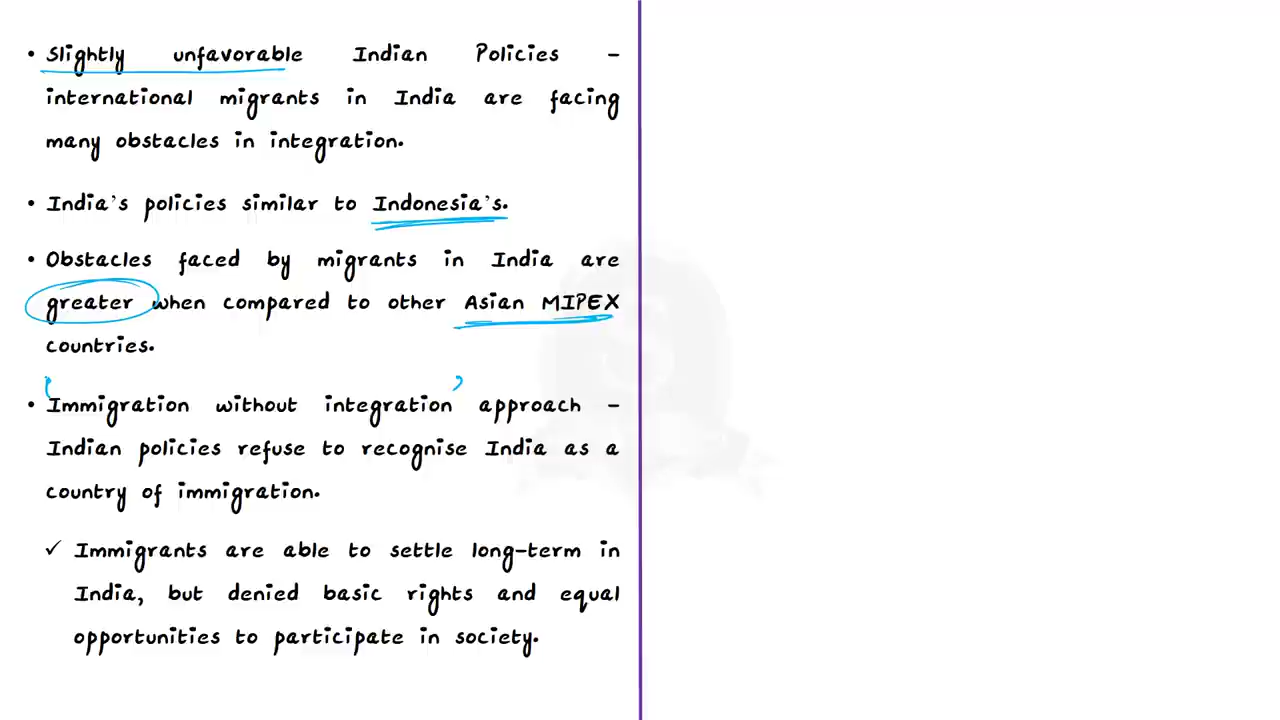 • Slightly unfavorable Indian Policies –
international migrants in India are facing
many obstacles in integration.
• India's policies similar to Indonesia's.
• Obstacles faced by migrants in India are
greater when compared to other Asian MIPEX
countries.
• 'Immigration without integration' approach –
Indian policies refuse to recognise India as a
country of immigration.
✓ Immigrants are able to settle long-term in
India, but denied basic rights and equal
opportunities to participate in society.